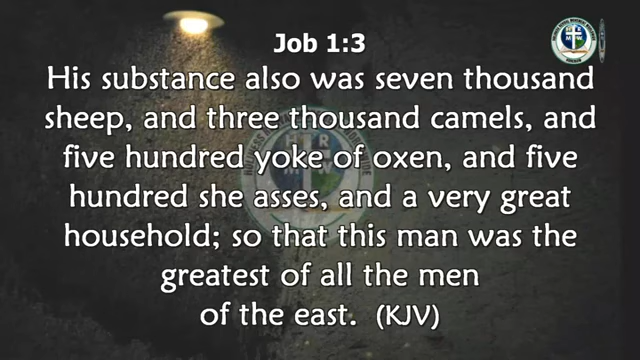 Job 1:3
His substance also was seven thousand
sheep, and three thousand camels, and
five hundred yoke of oxen, and five
hundred she asses, and a very great
household; so that this man was the
greatest of all the men
of the east. (KJV)